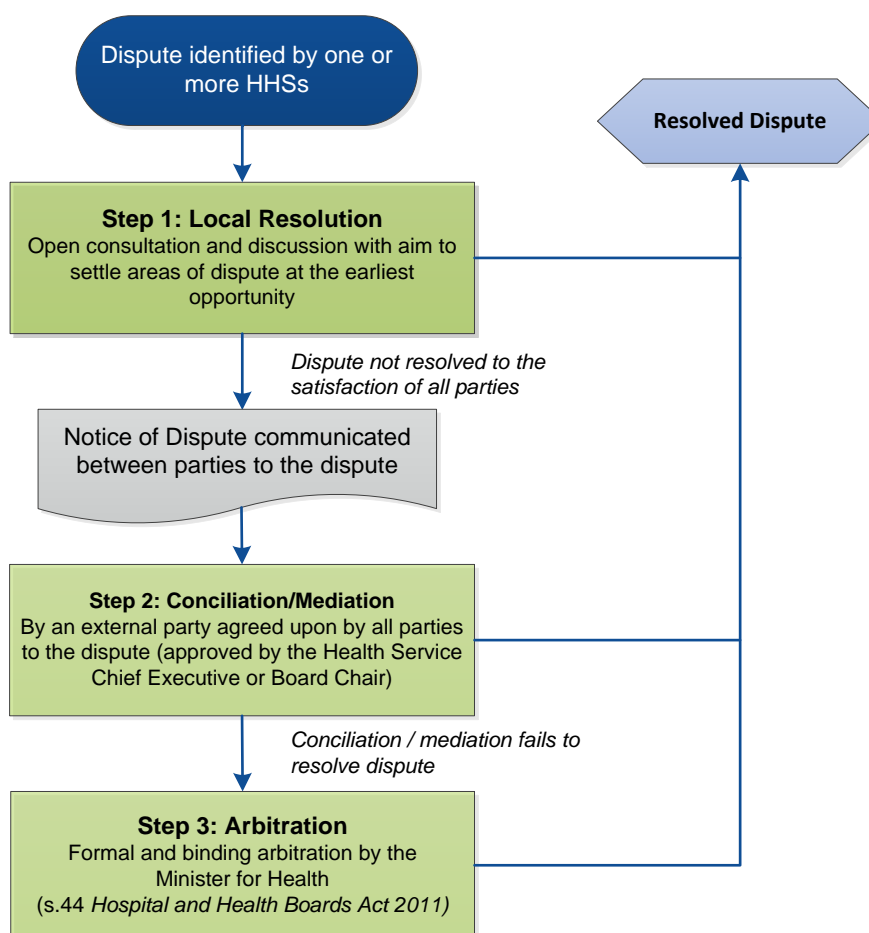 Dispute identified by one or
more HHSs
Resolved Dispute
Step 1: Local Resolution
Open consultation and discussion with aim to
settle areas of dispute at the earliest
opportunity
Dispute not resolved to the
satisfaction of all parties
Notice of Dispute communicated
between parties to the dispute
Step 2: Conciliation/Mediation
By an external party agreed upon by all parties
to the dispute (approved by the Health Service
Chief Executive or Board Chair)
Conciliation / mediation fails to
resolve dispute
Step 3: Arbitration
Formal and binding arbitration by the
Minister for Health
(s.44 Hospital and Health Boards Act 2011)